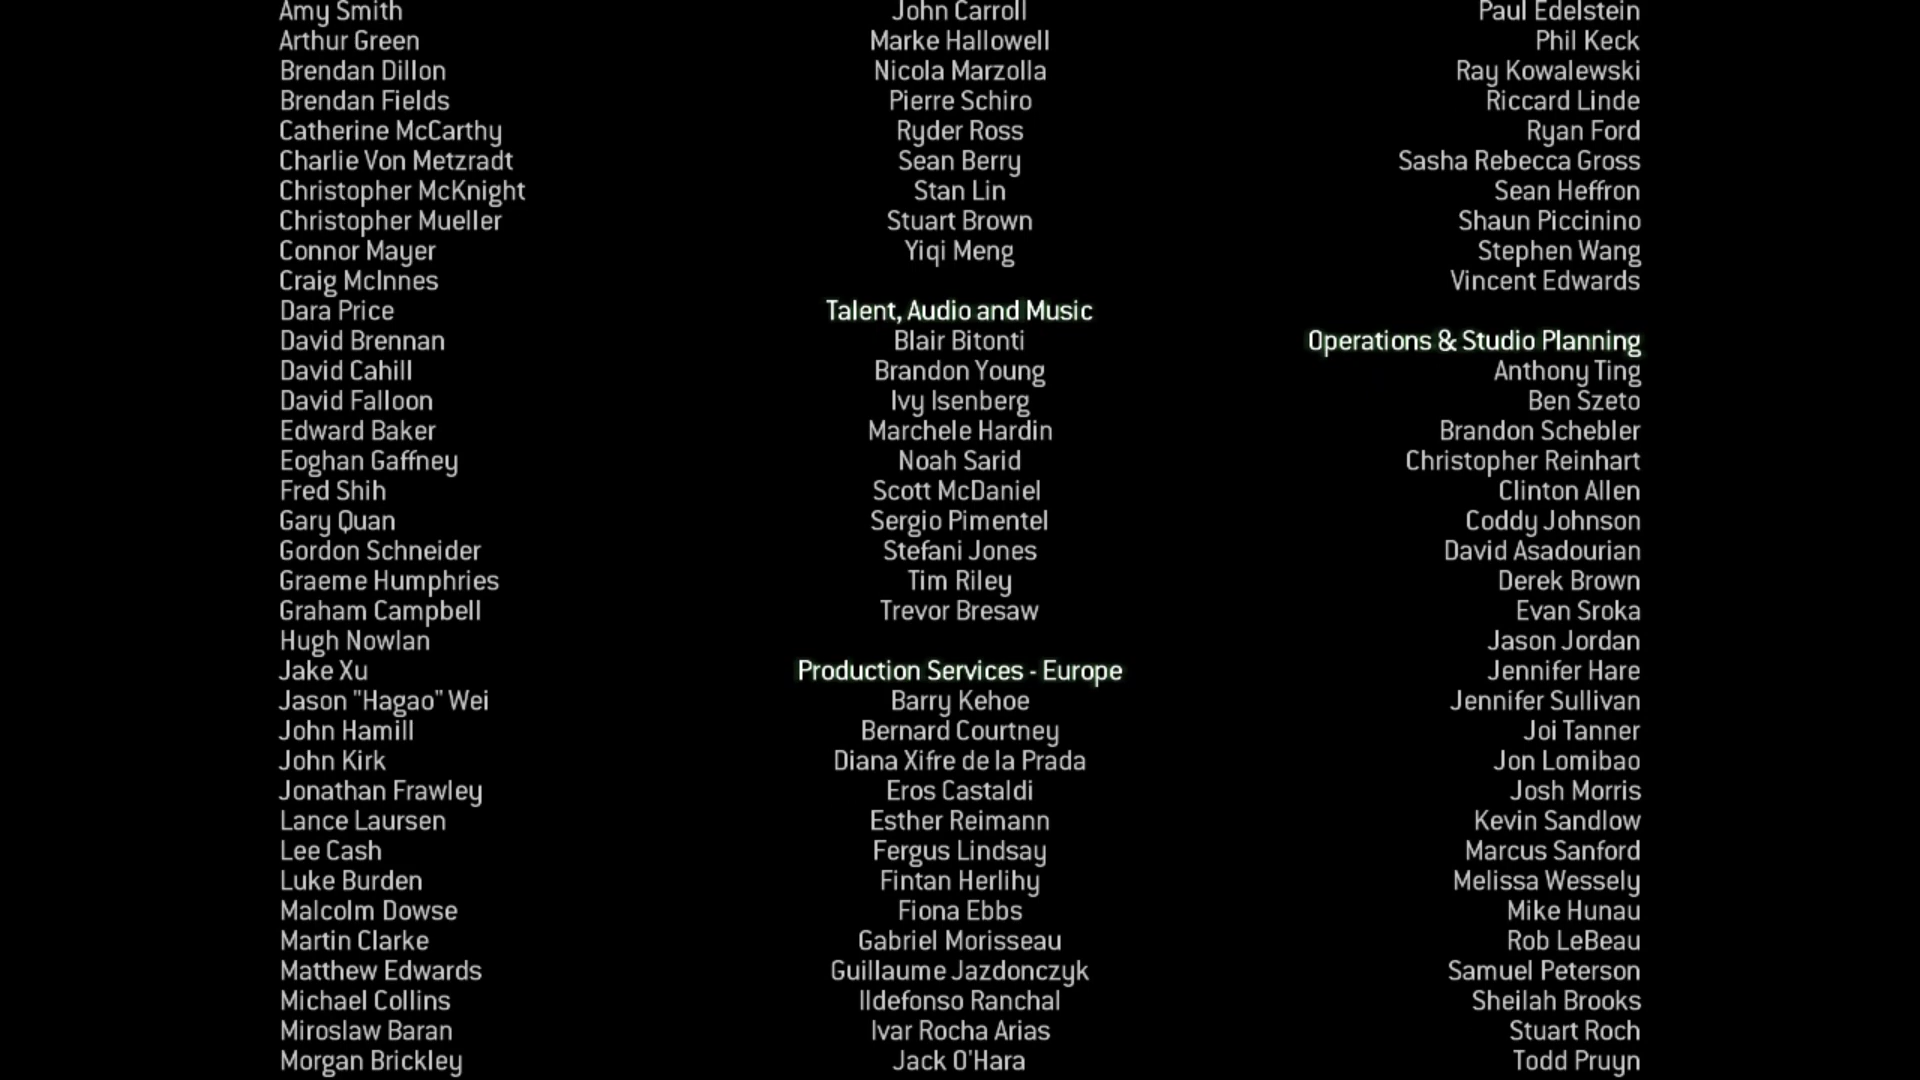 Amy Smith
Arthur Green
Brendan Dillon
Brendan Fields
Catherine McCarthy
Charlie Von Metzradt
Christopher McKnight
Christopher Mueller
Connor Mayer
Craig McInnes
Dara Price
David Brennan
David Cahill
David Falloon
Edward Baker
Eoghan Gaffney
Fred Shih
Gary Quan
Gordon Schneider
Graeme Humphries
Graham Campbell
Hugh Nowlan
Jake Xu
Jason "Hagao" Wei
John Hamill
John Kirk
Jonathan Frawley
Lance Laursen
Lee Cash
Luke Burden
Malcolm Dowse
Martin Clarke
Matthew Edwards
Michael Collins
Miroslaw Baran
Morgan Brickley
John Carroll
Marke Hallowell
Nicola Marzolla
Pierre Schiro
Ryder Ross
Sean Berry
Stan Lin
Stuart Brown
Yiqi Meng
Talent, Audio and Music
Blair Bitonti
Brandon Young
Ivy Isenberg
Marchele Hardin
Noah Sarid
Scott McDaniel
Sergio Pimentel
Stefani Jones
Tim Riley
Trevor Bresaw
Production Services - Europe
Barry Kehoe
Bernard Courtney
Diana Xifre de la Prada
Eros Castaldi
Esther Reimann
Fergus Lindsay
Fintan Herlihy
Fiona Ebbs
Gabriel Morisseau
Guillaume Jazdonczyk
Ildefonso Ranchal
Ivar Rocha Arias
Jack O'Hara
Paul Edelstein
Phil Keck
Ray Kowalewski
Riccard Linde
Ryan Ford
Sasha Rebecca Gross
Sean Heffron
Shaun Piccinino
Stephen Wang
Vincent Edwards
Operations & Studio Planning
Anthony Ting
Ben Szeto
Brandon Schebler
Christopher Reinhart
Clinton Allen
Coddy Johnson
David Asadourian
Derek Brown
Evan Sroka
Jason Jordan
Jennifer Hare
Jennifer Sullivan
Joi Tanner
Jon Lomibao
Josh Morris
Kevin Sandlow
Marcus Sanford
Melissa Wessely
Mike Hunau
Rob LeBeau
Samuel Peterson
Sheilah Brooks
Stuart Roch
Todd Pruyn